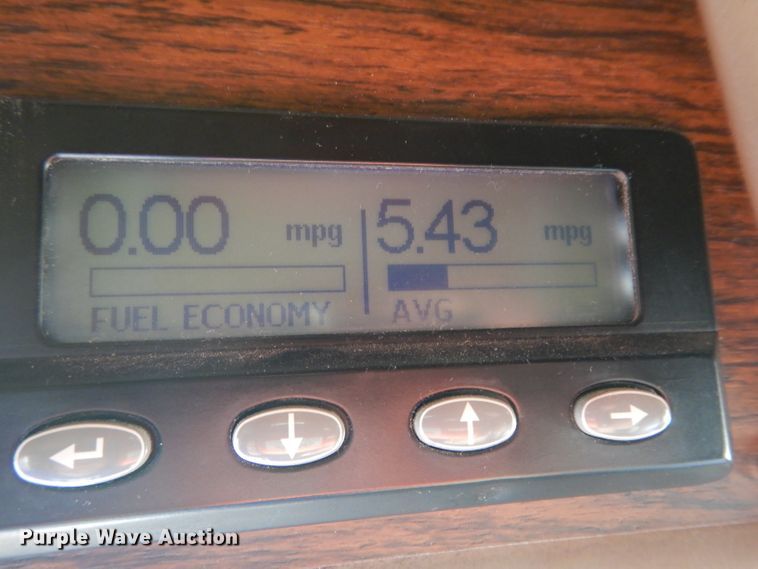 0.00 mpg 5.43 mpg
FUEL ECONOMY AVG
Purple Wave Auction